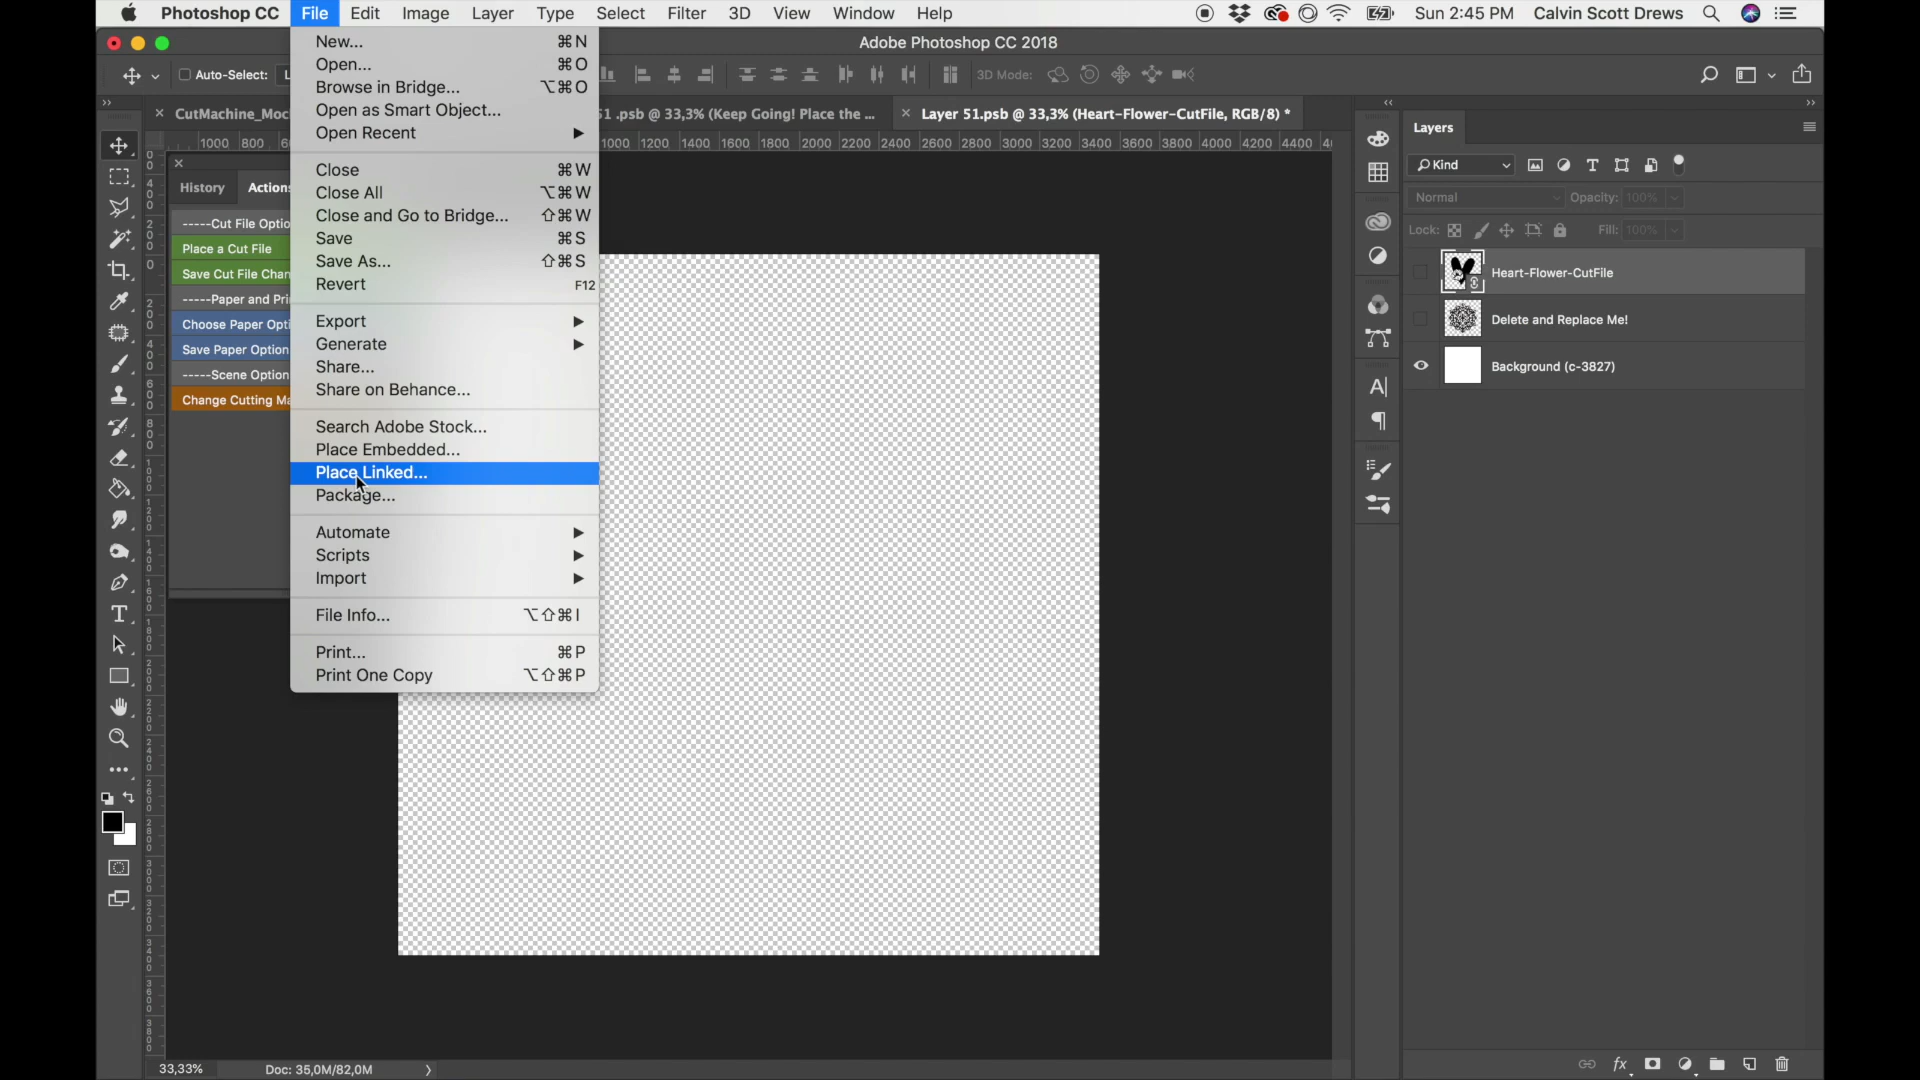 Photoshop CC File Edit Image Layer Type Select Filter 3D View Window Help Sun 2:45 PM Calvin Scott Drews
Adobe Photoshop CC 2018
Auto-Select: 3D Mode:
CutMachine_Moc 51 .psb @ 33,3% (Keep Going! Place the ... Layer 51.psb @ 33,3% (Heart-Flower-CutFile, RGB/8) *
1000 800 1000 1200 1400 1600 1800 2000 2200 2400 2600 2800 3000 3200 3400 3600 3800 4000 4200 4400
New... ⌘N
Open... ⌘O
Browse in Bridge... ⌥⌘O
Open as Smart Object...
Open Recent
Close ⌘W
Close All ⌥⌘W
Close and Go to Bridge... ⇧⌘W
Save ⌘S
Save As... ⇧⌘S
Revert F12
Export
Generate
Share...
Share on Behance...
Search Adobe Stock...
Place Embedded...
Place Linked...
Package...
Automate
Scripts
Import
File Info... ⌥⇧⌘I
Print... ⌘P
Print One Copy ⌥⇧⌘P
History Actions
-----Cut File Optio
Place a Cut File
Save Cut File Chan
-----Paper and Pri
Choose Paper Opti
Save Paper Option
-----Scene Option
Change Cutting Ma
Layers
Kind
Normal Opacity: 100%
Lock: Fill: 100%
Heart-Flower-CutFile
Delete and Replace Me!
Background (c-3827)
33,33% Doc: 35,0M/82,0M